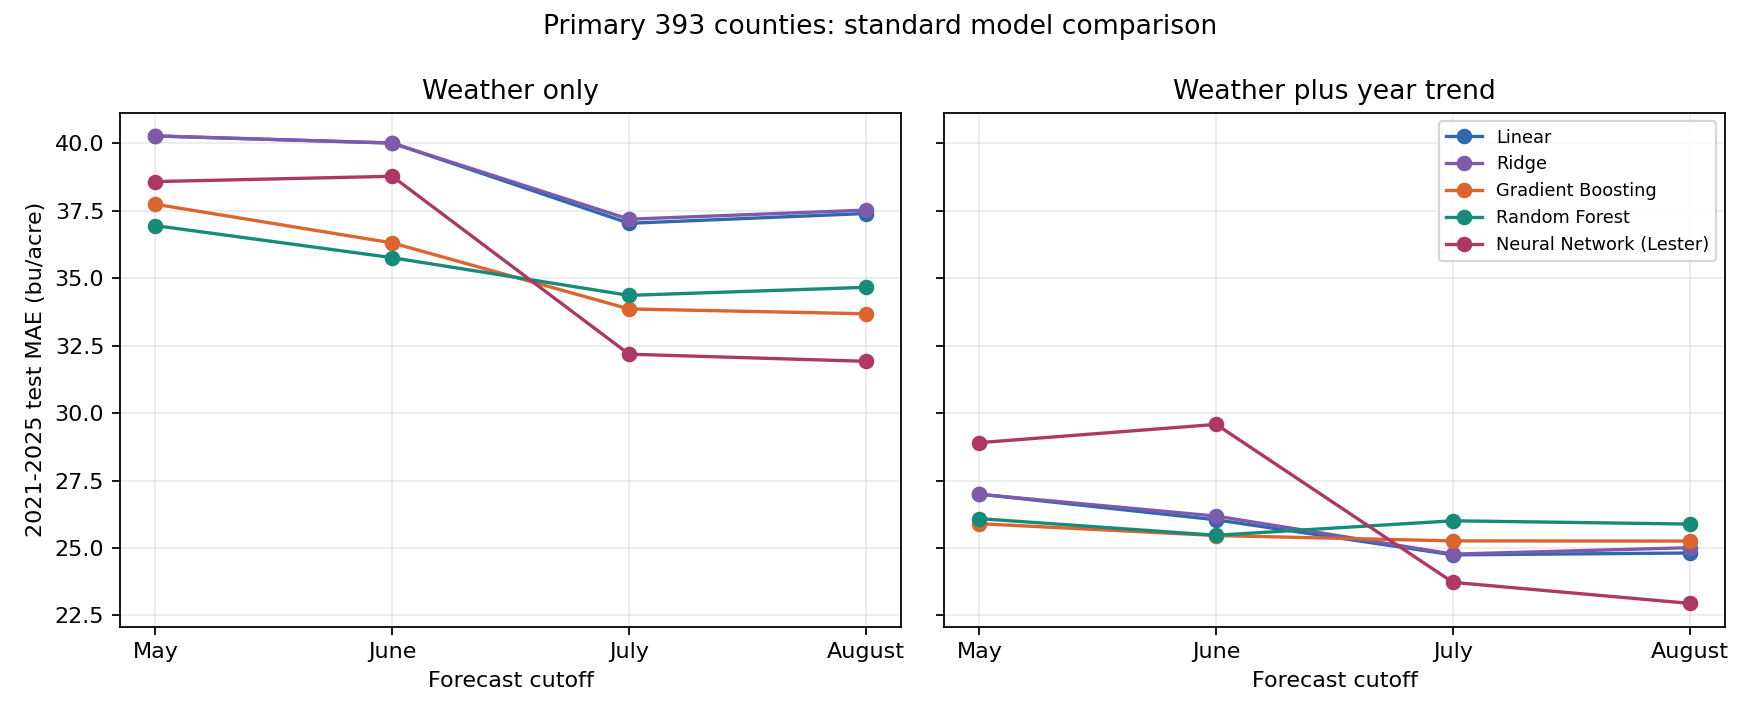 Primary 393 counties: standard model comparison
Weather only
Weather plus year trend
2021-2025 test MAE (bu/acre)
40.0
37.5
35.0
32.5
30.0
27.5
25.0
22.5
May
June
July
August
Forecast cutoff
Linear
Ridge
Gradient Boosting
Random Forest
Neural Network (Lester)
May
June
July
August
Forecast cutoff